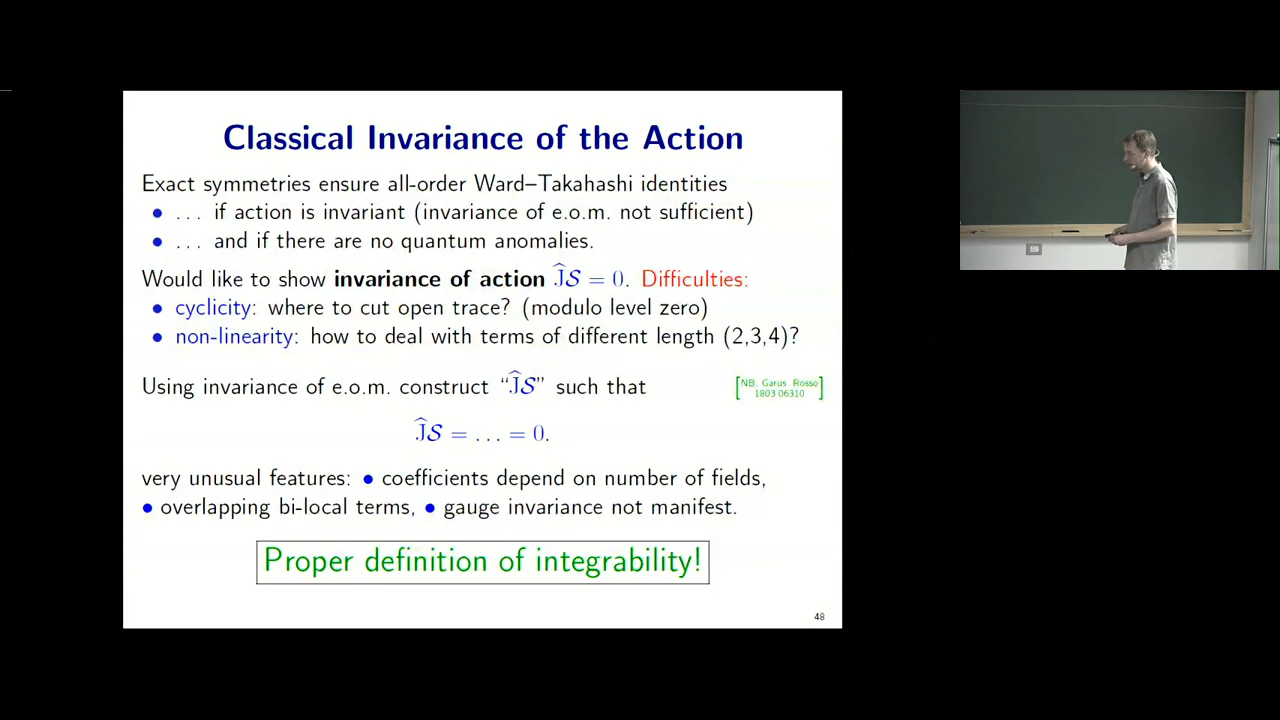 Classical Invariance of the Action
Exact symmetries ensure all-order Ward–Takahashi identities
• ... if action is invariant (invariance of e.o.m. not sufficient)
• ... and if there are no quantum anomalies.
Would like to show invariance of action Ĵ𝒮 = 0. Difficulties:
• cyclicity: where to cut open trace? (modulo level zero)
• non-linearity: how to deal with terms of different length (2,3,4)?
Using invariance of e.o.m. construct “Ĵ𝒮” such that
[NB, Garus Rosso
1803 06310]
Ĵ𝒮 = ... = 0.
very unusual features: • coefficients depend on number of fields,
• overlapping bi-local terms, • gauge invariance not manifest.
Proper definition of integrability!
48